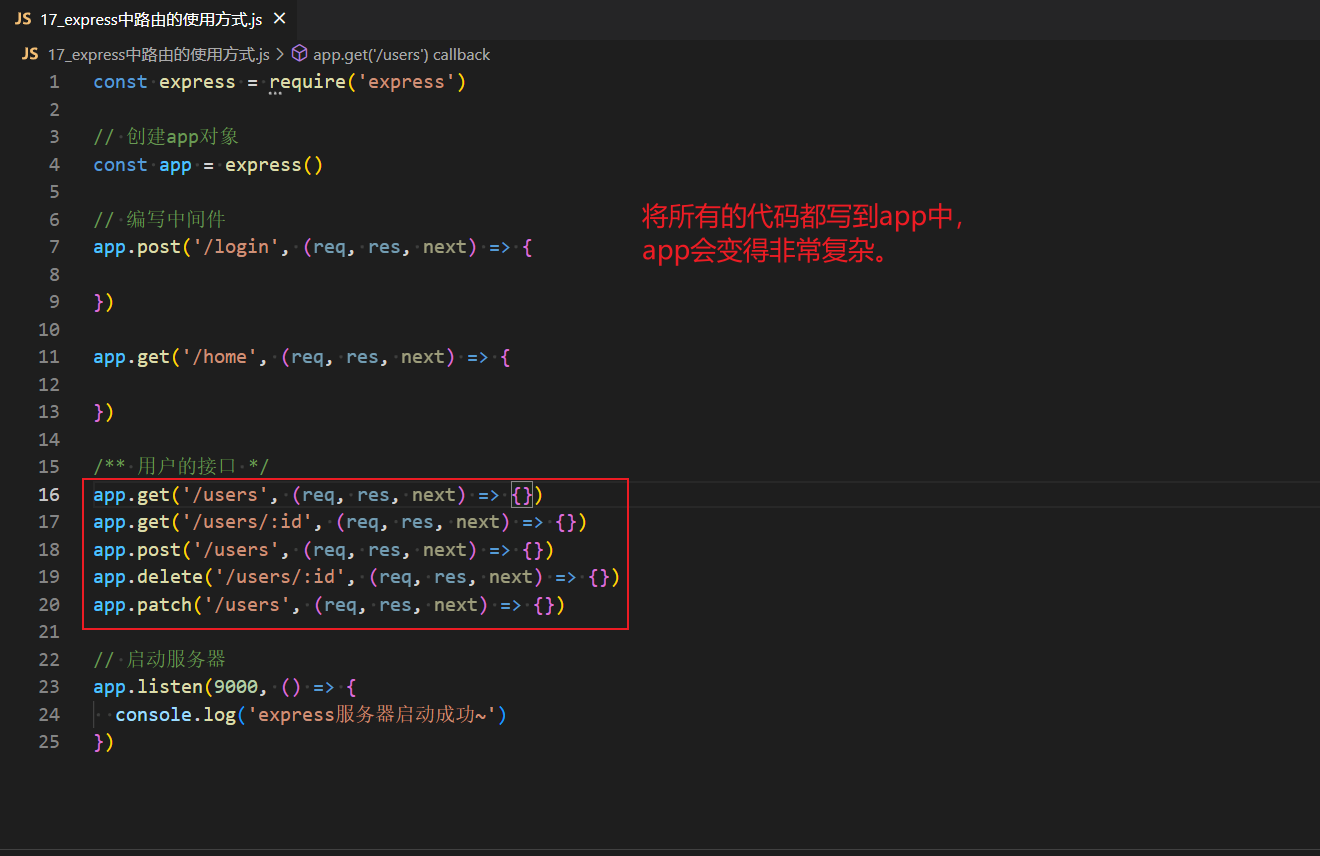 JS 17_express中路由的使用方式.js ×
JS 17_express中路由的使用方式.js > app.get('/users') callback
1 const express = require('express')
2
3 // 创建app对象
4 const app = express()
5
6 // 编写中间件
7 app.post('/login', (req, res, next) => {
8
9 })
10
11 app.get('/home', (req, res, next) => {
12
13 })
14
15 /** 用户的接口 */
16 app.get('/users', (req, res, next) => {})
17 app.get('/users/:id', (req, res, next) => {})
18 app.post('/users', (req, res, next) => {})
19 app.delete('/users/:id', (req, res, next) => {})
20 app.patch('/users', (req, res, next) => {})
21
22 // 启动服务器
23 app.listen(9000, () => {
24   console.log('express服务器启动成功~')
25 })
将所有的代码都写到app中，
app会变得非常复杂。